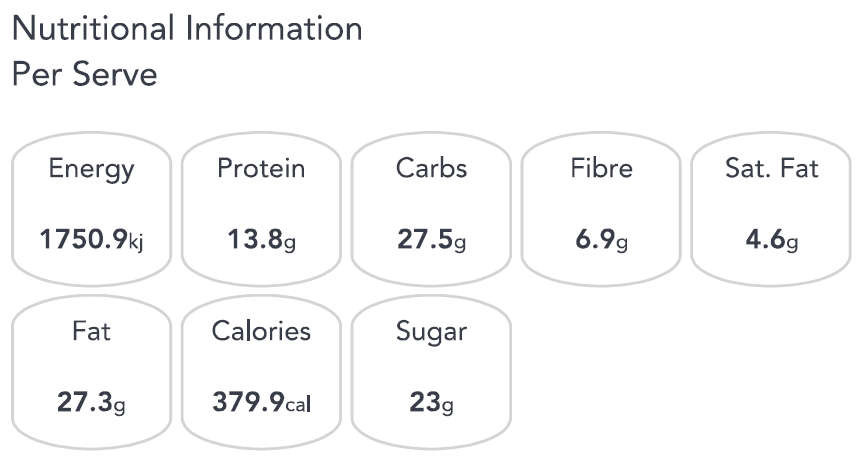 Nutritional Information
Per Serve
Energy
1750.9kj
Protein
13.8g
Carbs
27.5g
Fibre
6.9g
Sat. Fat
4.6g
Fat
27.3g
Calories
379.9cal
Sugar
23g